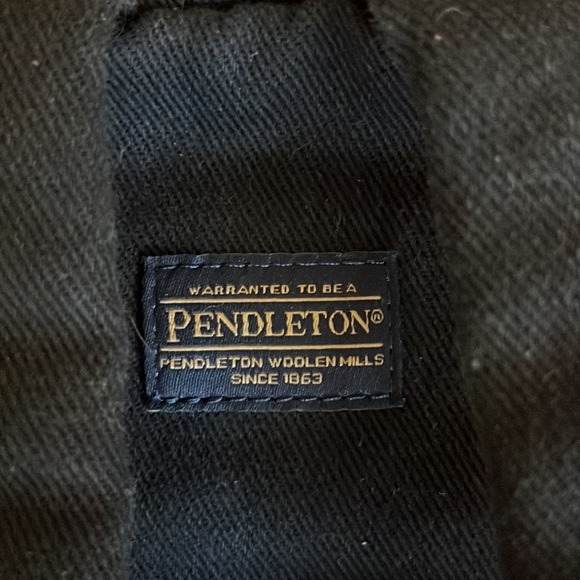 WARRANTED TO BE A
PENDLETON®
PENDLETON WOOLEN MILLS
SINCE 1863